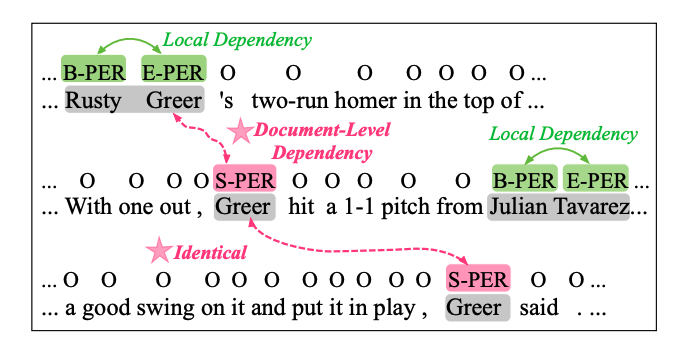 Local Dependency
... B-PER E-PER O O O O O O O ...
... Rusty Greer 's two-run homer in the top of ...
Document-Level
Dependency
Local Dependency
... O O O O S-PER O O O O O B-PER E-PER ...
... With one out , Greer hit a 1-1 pitch from Julian Tavarez...
Identical
... O O O O O O O O O O O S-PER O O ...
... a good swing on it and put it in play , Greer said . ...